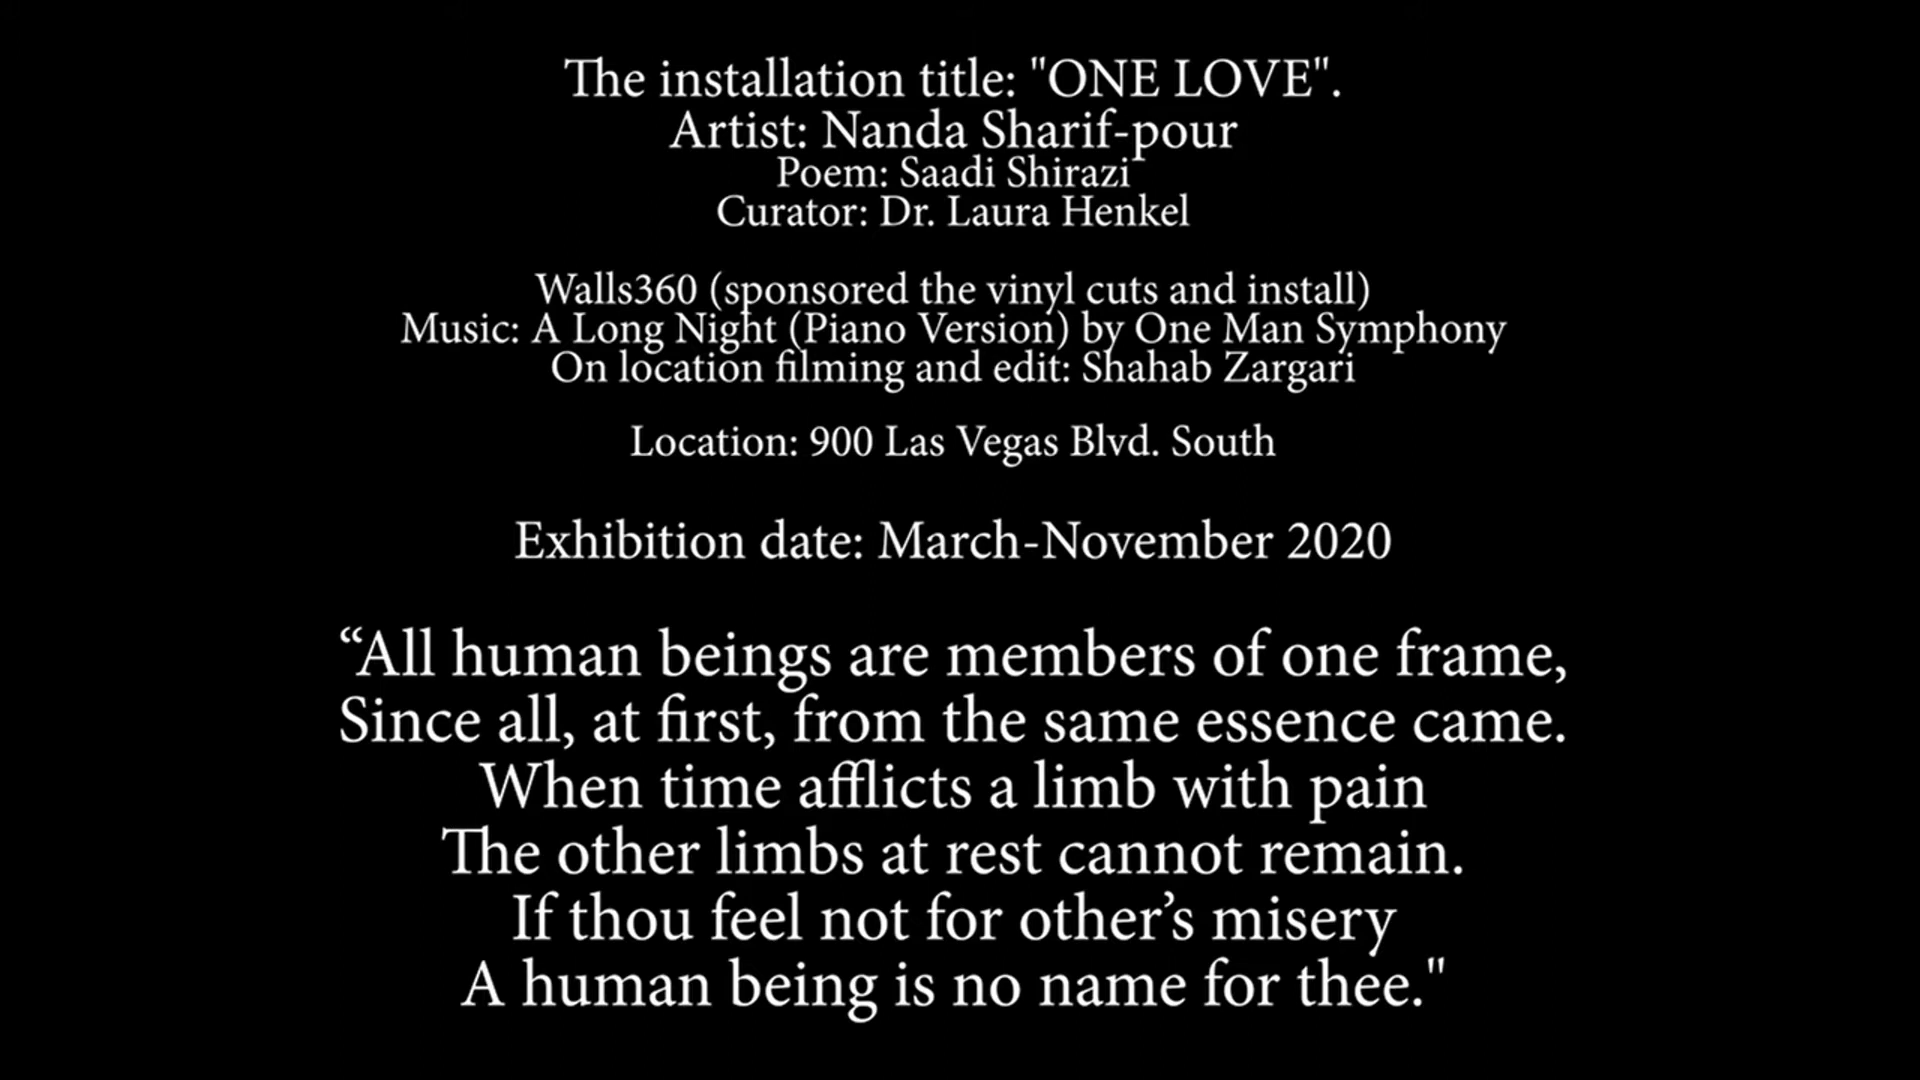 The installation title: "ONE LOVE".
Artist: Nanda Sharif-pour
Poem: Saadi Shirazi
Curator: Dr. Laura Henkel
Walls360 (sponsored the vinyl cuts and install)
Music: A Long Night (Piano Version) by One Man Symphony
On location filming and edit: Shahab Zargari
Location: 900 Las Vegas Blvd. South
Exhibition date: March-November 2020
“All human beings are members of one frame,
Since all, at first, from the same essence came.
When time afflicts a limb with pain
The other limbs at rest cannot remain.
If thou feel not for other’s misery
A human being is no name for thee."